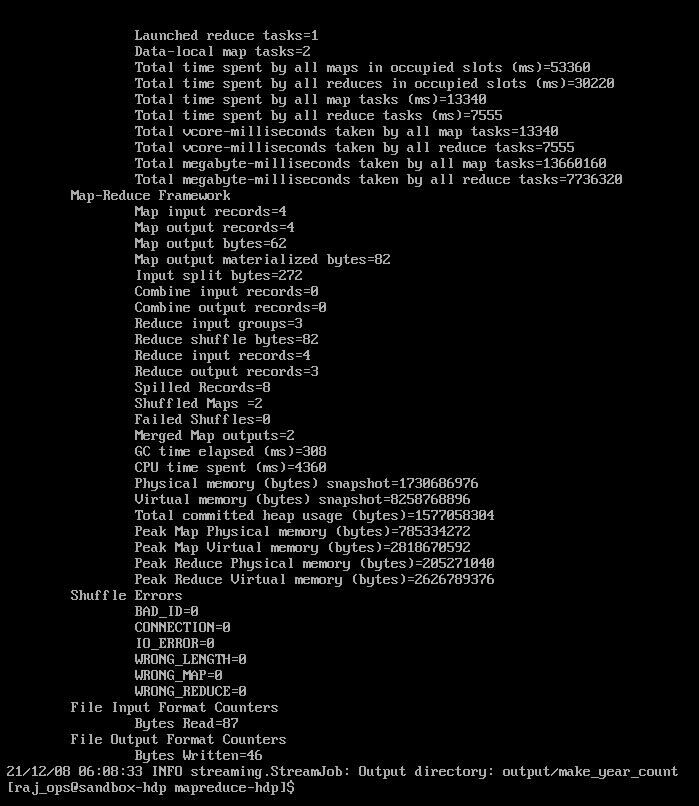 Launched reduce tasks=1
Data-local map tasks=2
Total time spent by all maps in occupied slots (ms)=53360
Total time spent by all reduces in occupied slots (ms)=30220
Total time spent by all map tasks (ms)=13340
Total time spent by all reduce tasks (ms)=7555
Total vcore-milliseconds taken by all map tasks=13340
Total vcore-milliseconds taken by all reduce tasks=7555
Total megabyte-milliseconds taken by all map tasks=13660160
Total megabyte-milliseconds taken by all reduce tasks=7736320
Map-Reduce Framework
Map input records=4
Map output records=4
Map output bytes=62
Map output materialized bytes=82
Input split bytes=272
Combine input records=0
Combine output records=0
Reduce input groups=3
Reduce shuffle bytes=82
Reduce input records=4
Reduce output records=3
Spilled Records=8
Shuffled Maps =2
Failed Shuffles=0
Merged Map outputs=2
GC time elapsed (ms)=308
CPU time spent (ms)=4360
Physical memory (bytes) snapshot=1730686976
Virtual memory (bytes) snapshot=8258768896
Total committed heap usage (bytes)=1577058304
Peak Map Physical memory (bytes)=785334272
Peak Map Virtual memory (bytes)=2818670592
Peak Reduce Physical memory (bytes)=205271040
Peak Reduce Virtual memory (bytes)=2626789376
Shuffle Errors
BAD_ID=0
CONNECTION=0
IO_ERROR=0
WRONG_LENGTH=0
WRONG_MAP=0
WRONG_REDUCE=0
File Input Format Counters
Bytes Read=87
File Output Format Counters
Bytes Written=46
21/12/08 06:08:33 INFO streaming.StreamJob: Output directory: output/make_year_count
[raj_ops@sandbox-hdp mapreduce-hdp]$